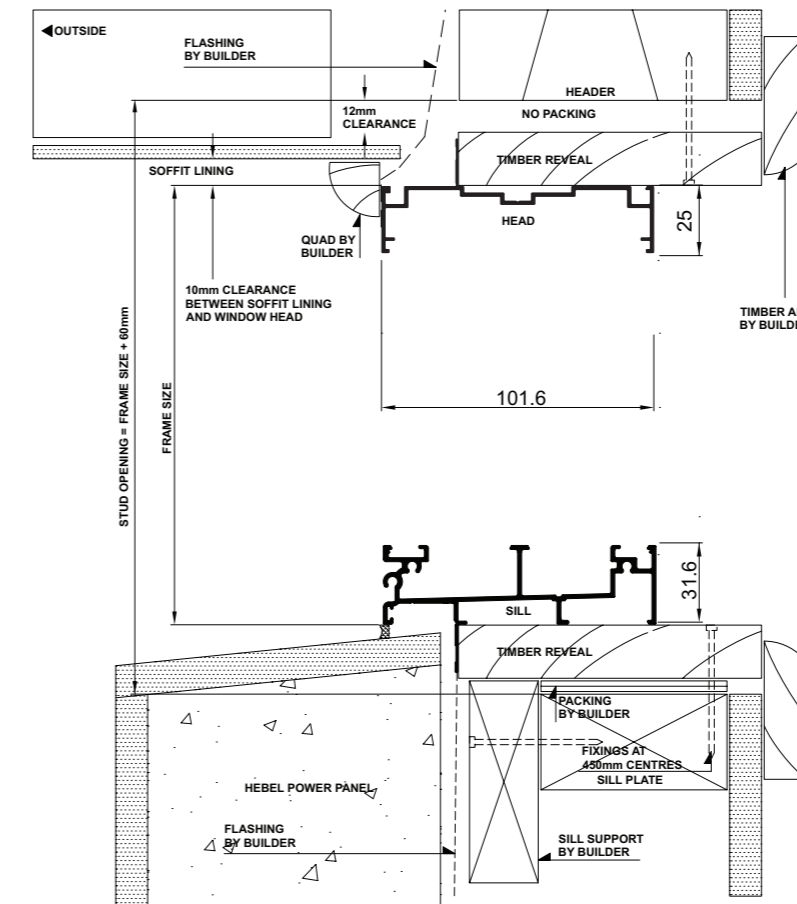 OUTSIDE
FLASHING
BY BUILDER
HEADER
12mm
CLEARANCE
NO PACKING
SOFFIT LINING
TIMBER REVEAL
HEAD
QUAD BY
BUILDER
25
10mm CLEARANCE
BETWEEN SOFFIT LINING
AND WINDOW HEAD
TIMBER A
BY BUILDE
STUD OPENING = FRAME SIZE + 60mm
FRAME SIZE
101.6
31.6
SILL
TIMBER REVEAL
PACKING
BY BUILDER
FIXINGS AT
450mm CENTRES
SILL PLATE
HEBEL POWER PANEL
FLASHING
BY BUILDER
SILL SUPPORT
BY BUILDER